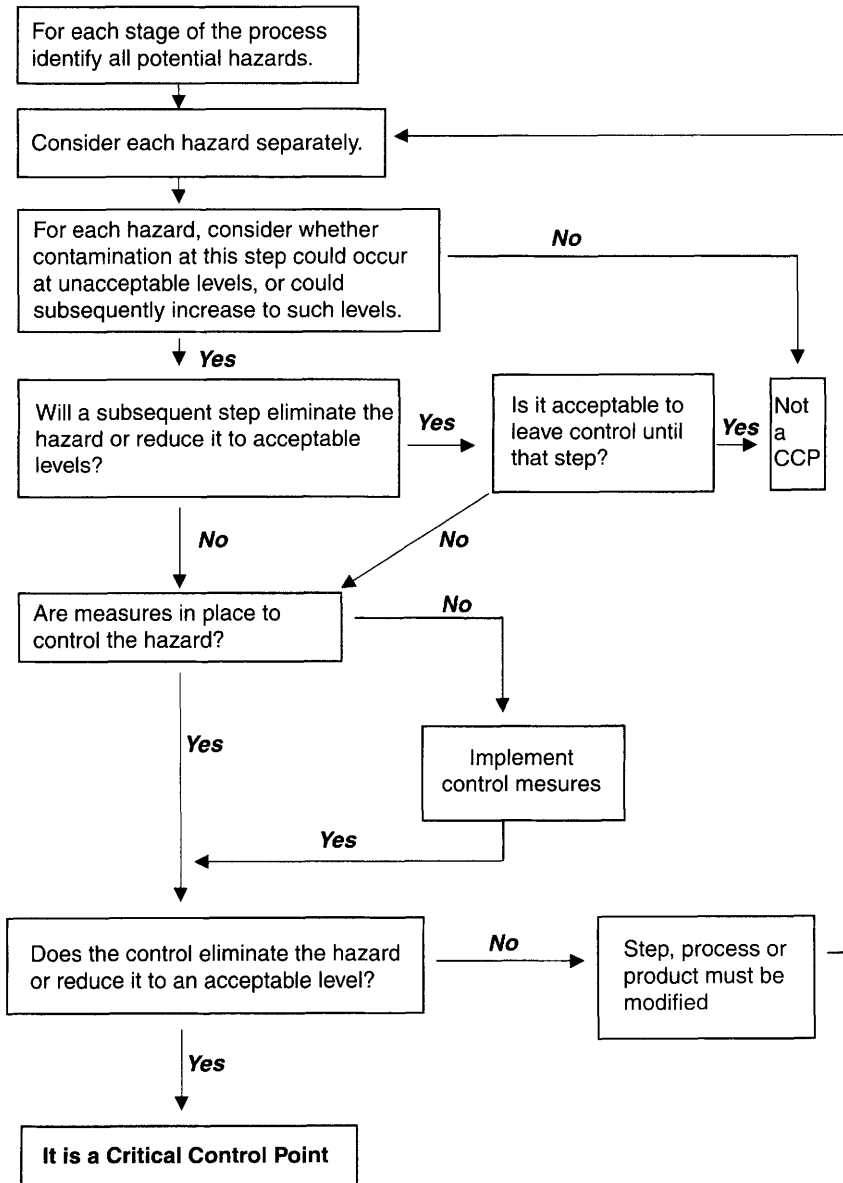 For each stage of the process
identify all potential hazards.
Consider each hazard separately.
For each hazard, consider whether
contamination at this step could occur
at unacceptable levels, or could
subsequently increase to such levels.
No
Yes
Will a subsequent step eliminate the
hazard or reduce it to acceptable
levels?
Yes
Is it acceptable to
leave control until
that step?
Yes
Not
a
CCP
No
No
Are measures in place to
control the hazard?
No
Yes
Implement
control mesures
Yes
Does the control eliminate the hazard
or reduce it to an acceptable level?
No
Step, process or
product must be
modified
Yes
It is a Critical Control Point